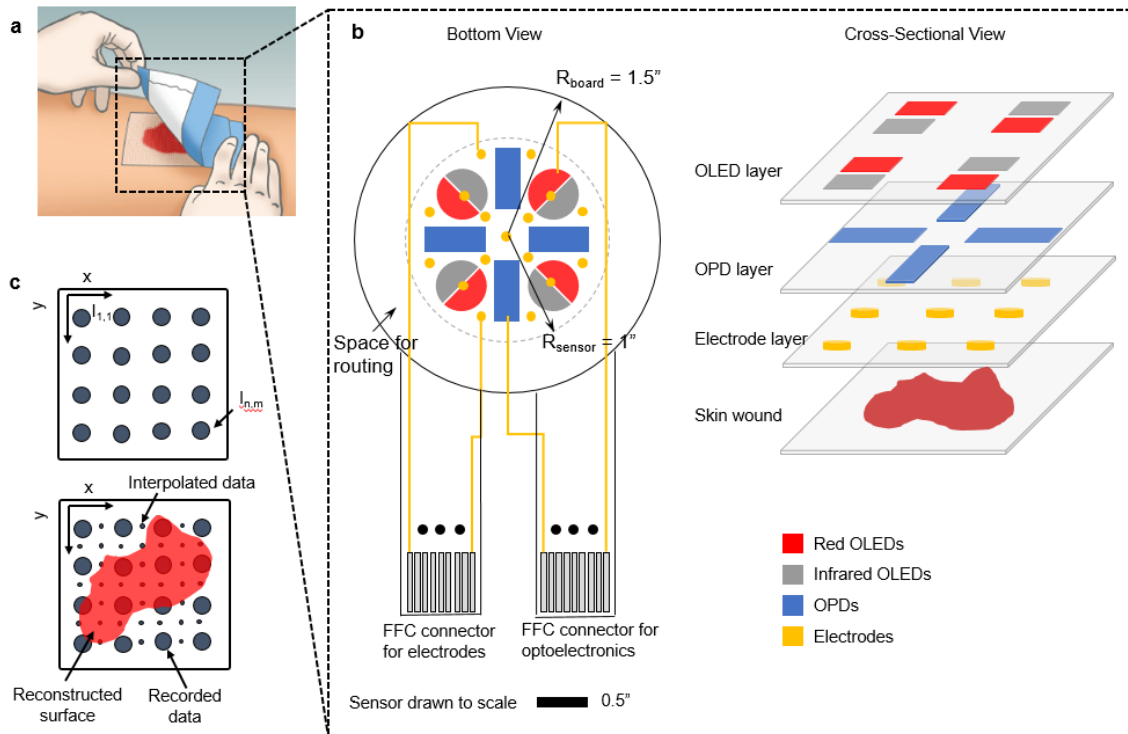 a
b
Bottom View
Cross-Sectional View
R_board = 1.5”
R_sensor = 1”
Space for
routing
OLED layer
OPD layer
Electrode layer
Skin wound
FFC connector
for electrodes
FFC connector for
optoelectronics
Sensor drawn to scale
0.5”
Red OLEDs
Infrared OLEDs
OPDs
Electrodes
c
x
y
I_1,1
I_n,m
Interpolated data
x
y
Reconstructed
surface
Recorded
data